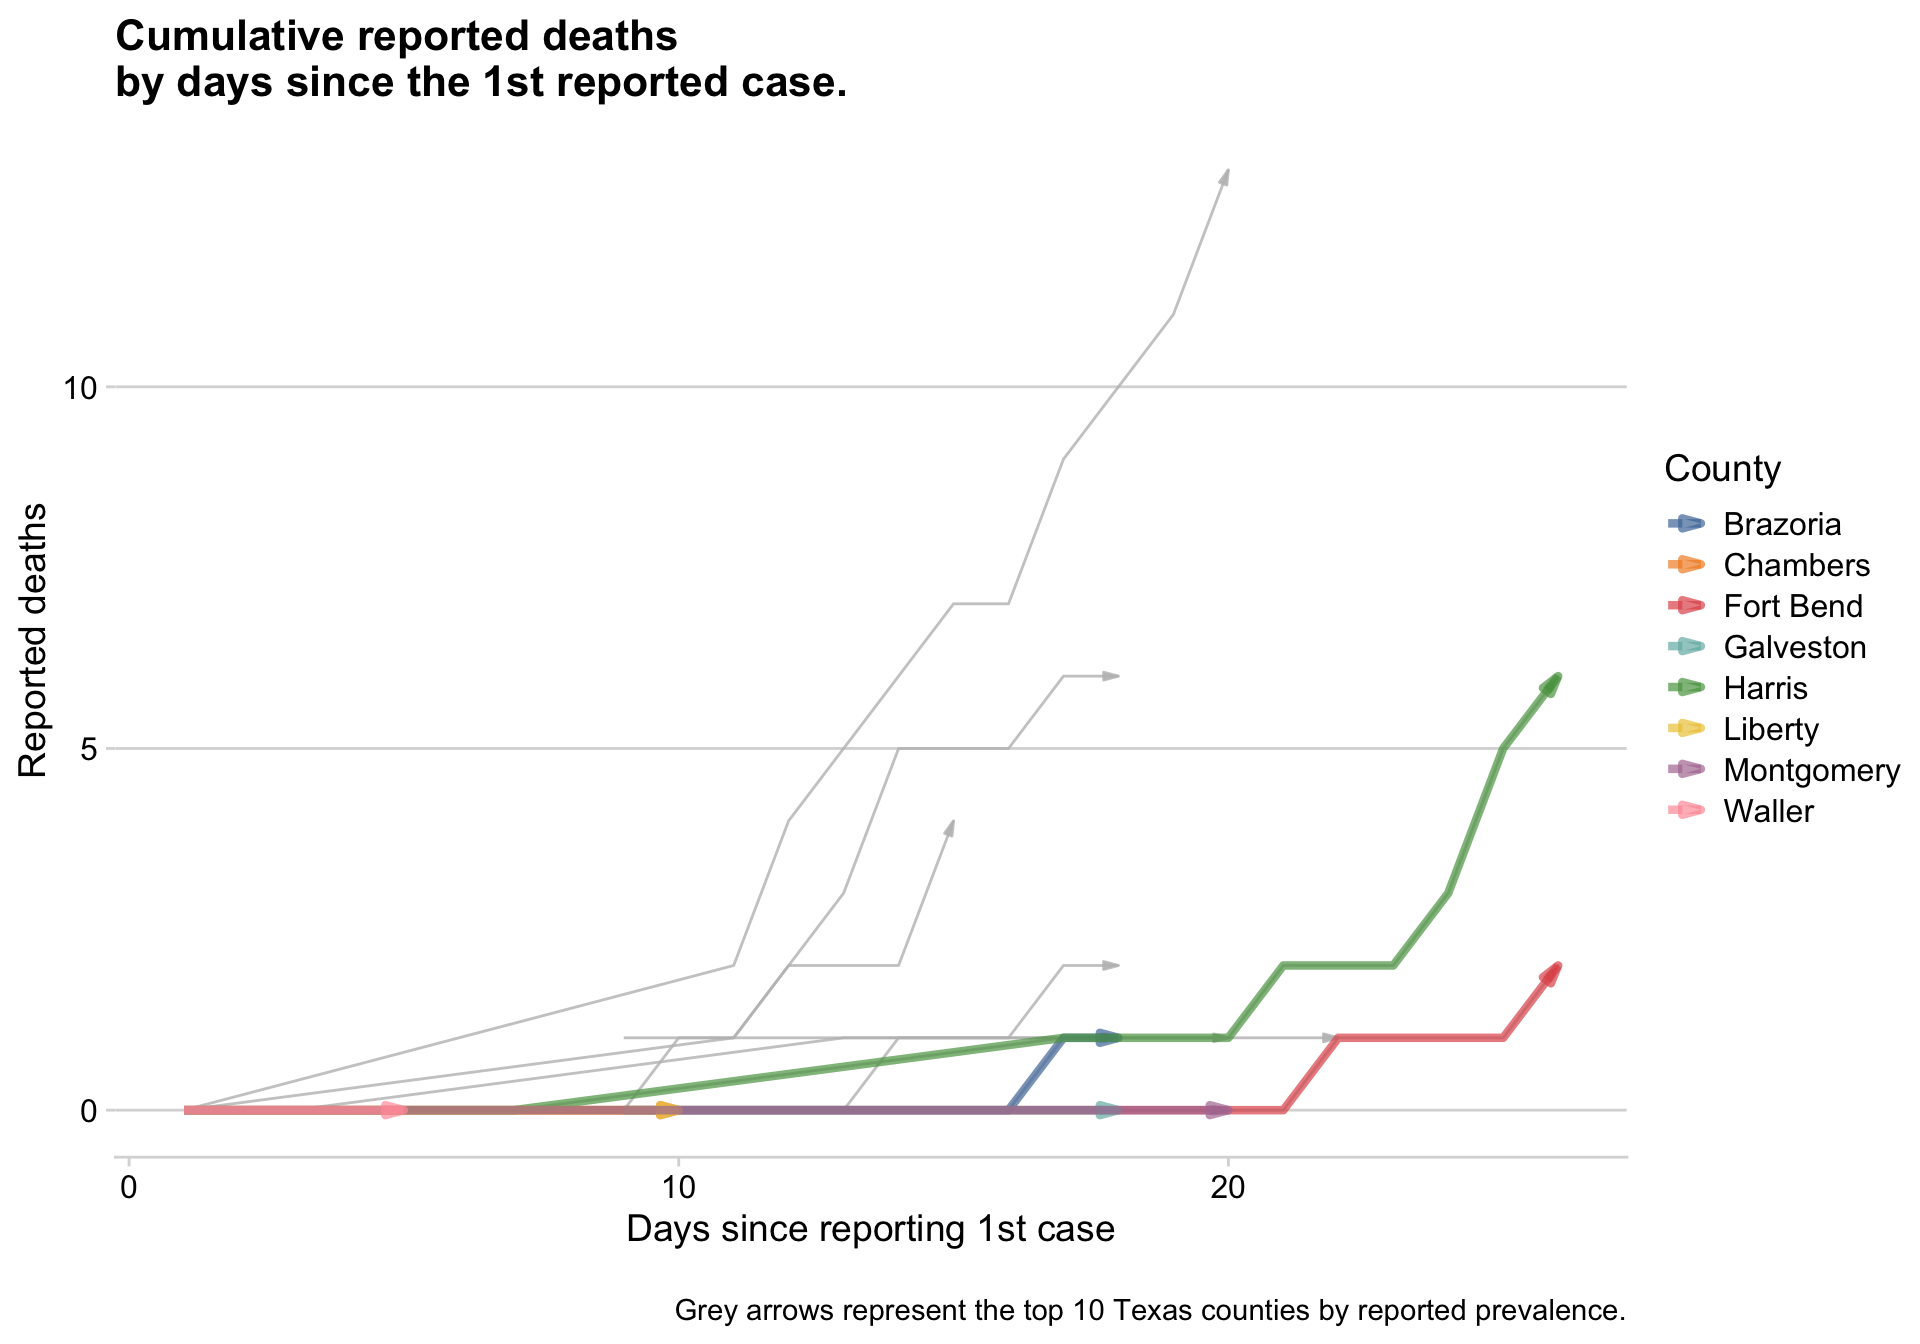 Cumulative reported deaths
by days since the 1st reported case.
Reported deaths
10
5
0
0
10
20
Days since reporting 1st case
County
Brazoria
Chambers
Fort Bend
Galveston
Harris
Liberty
Montgomery
Waller
Grey arrows represent the top 10 Texas counties by reported prevalence.